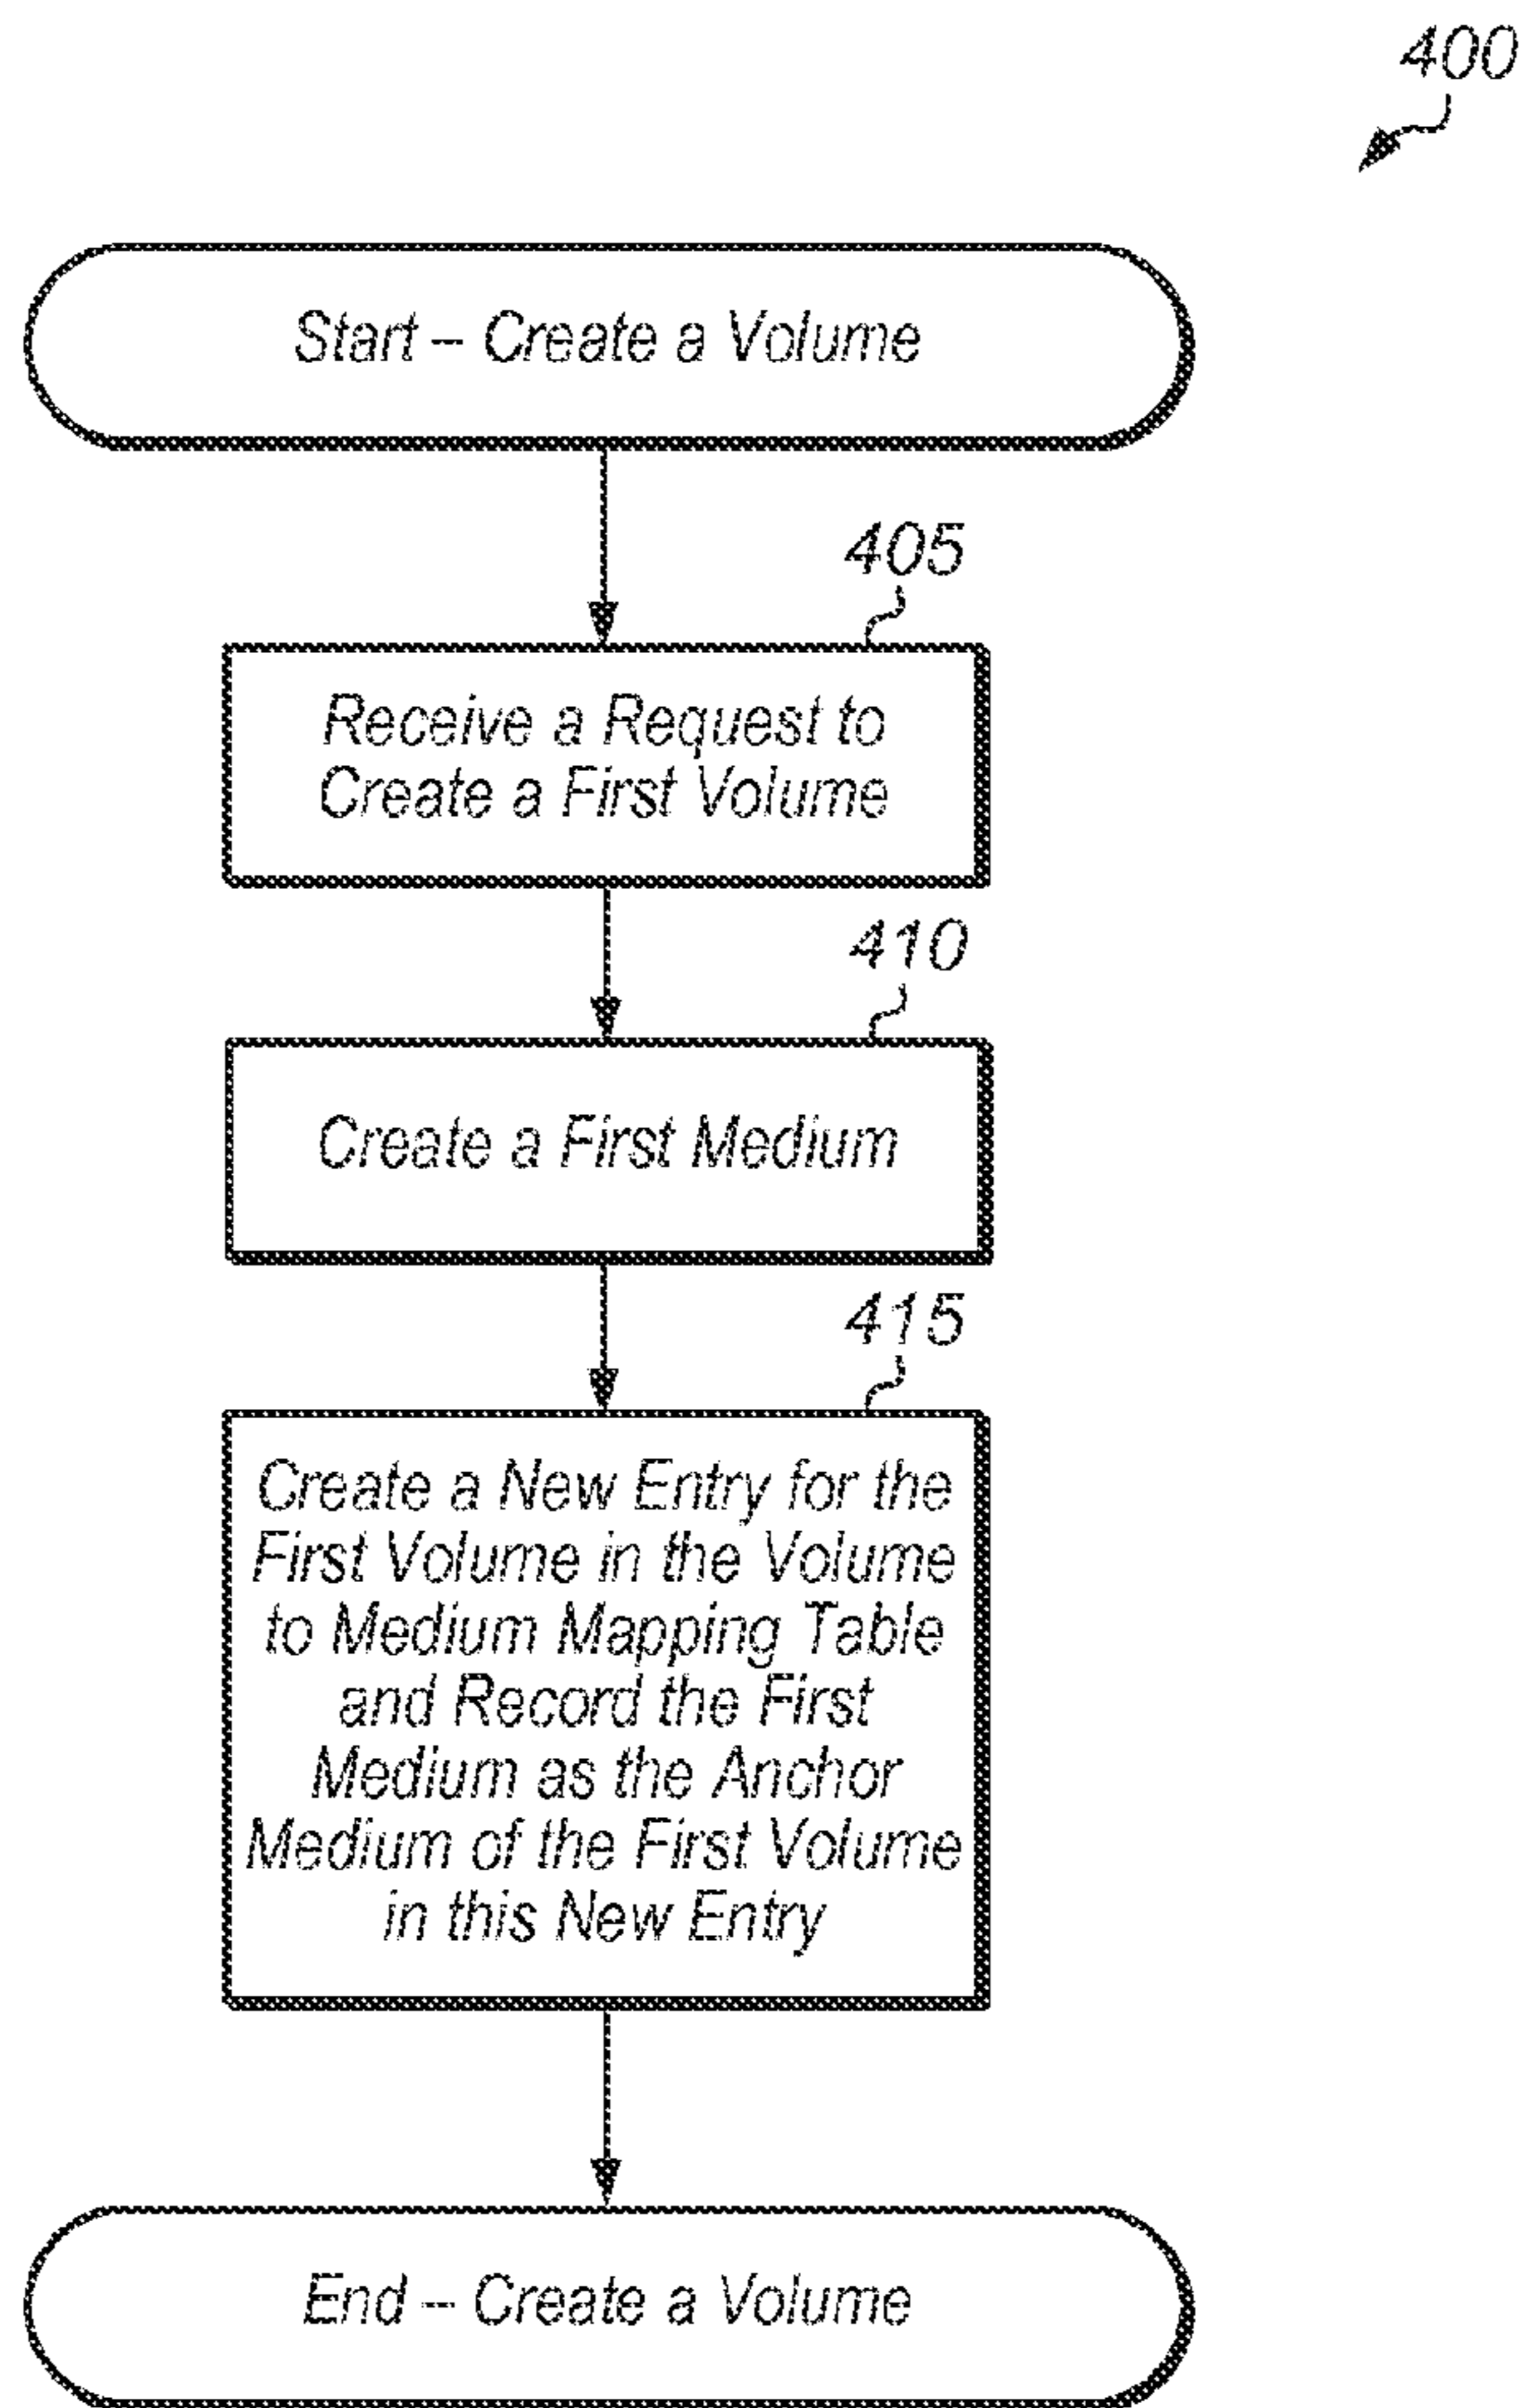 400
Start – Create a Volume
405
Receive a Request to
Create a First Volume
410
Create a First Medium
415
Create a New Entry for the
First Volume in the Volume
to Medium Mapping Table
and Record the First
Medium as the Anchor
Medium of the First Volume
in this New Entry
End – Create a Volume